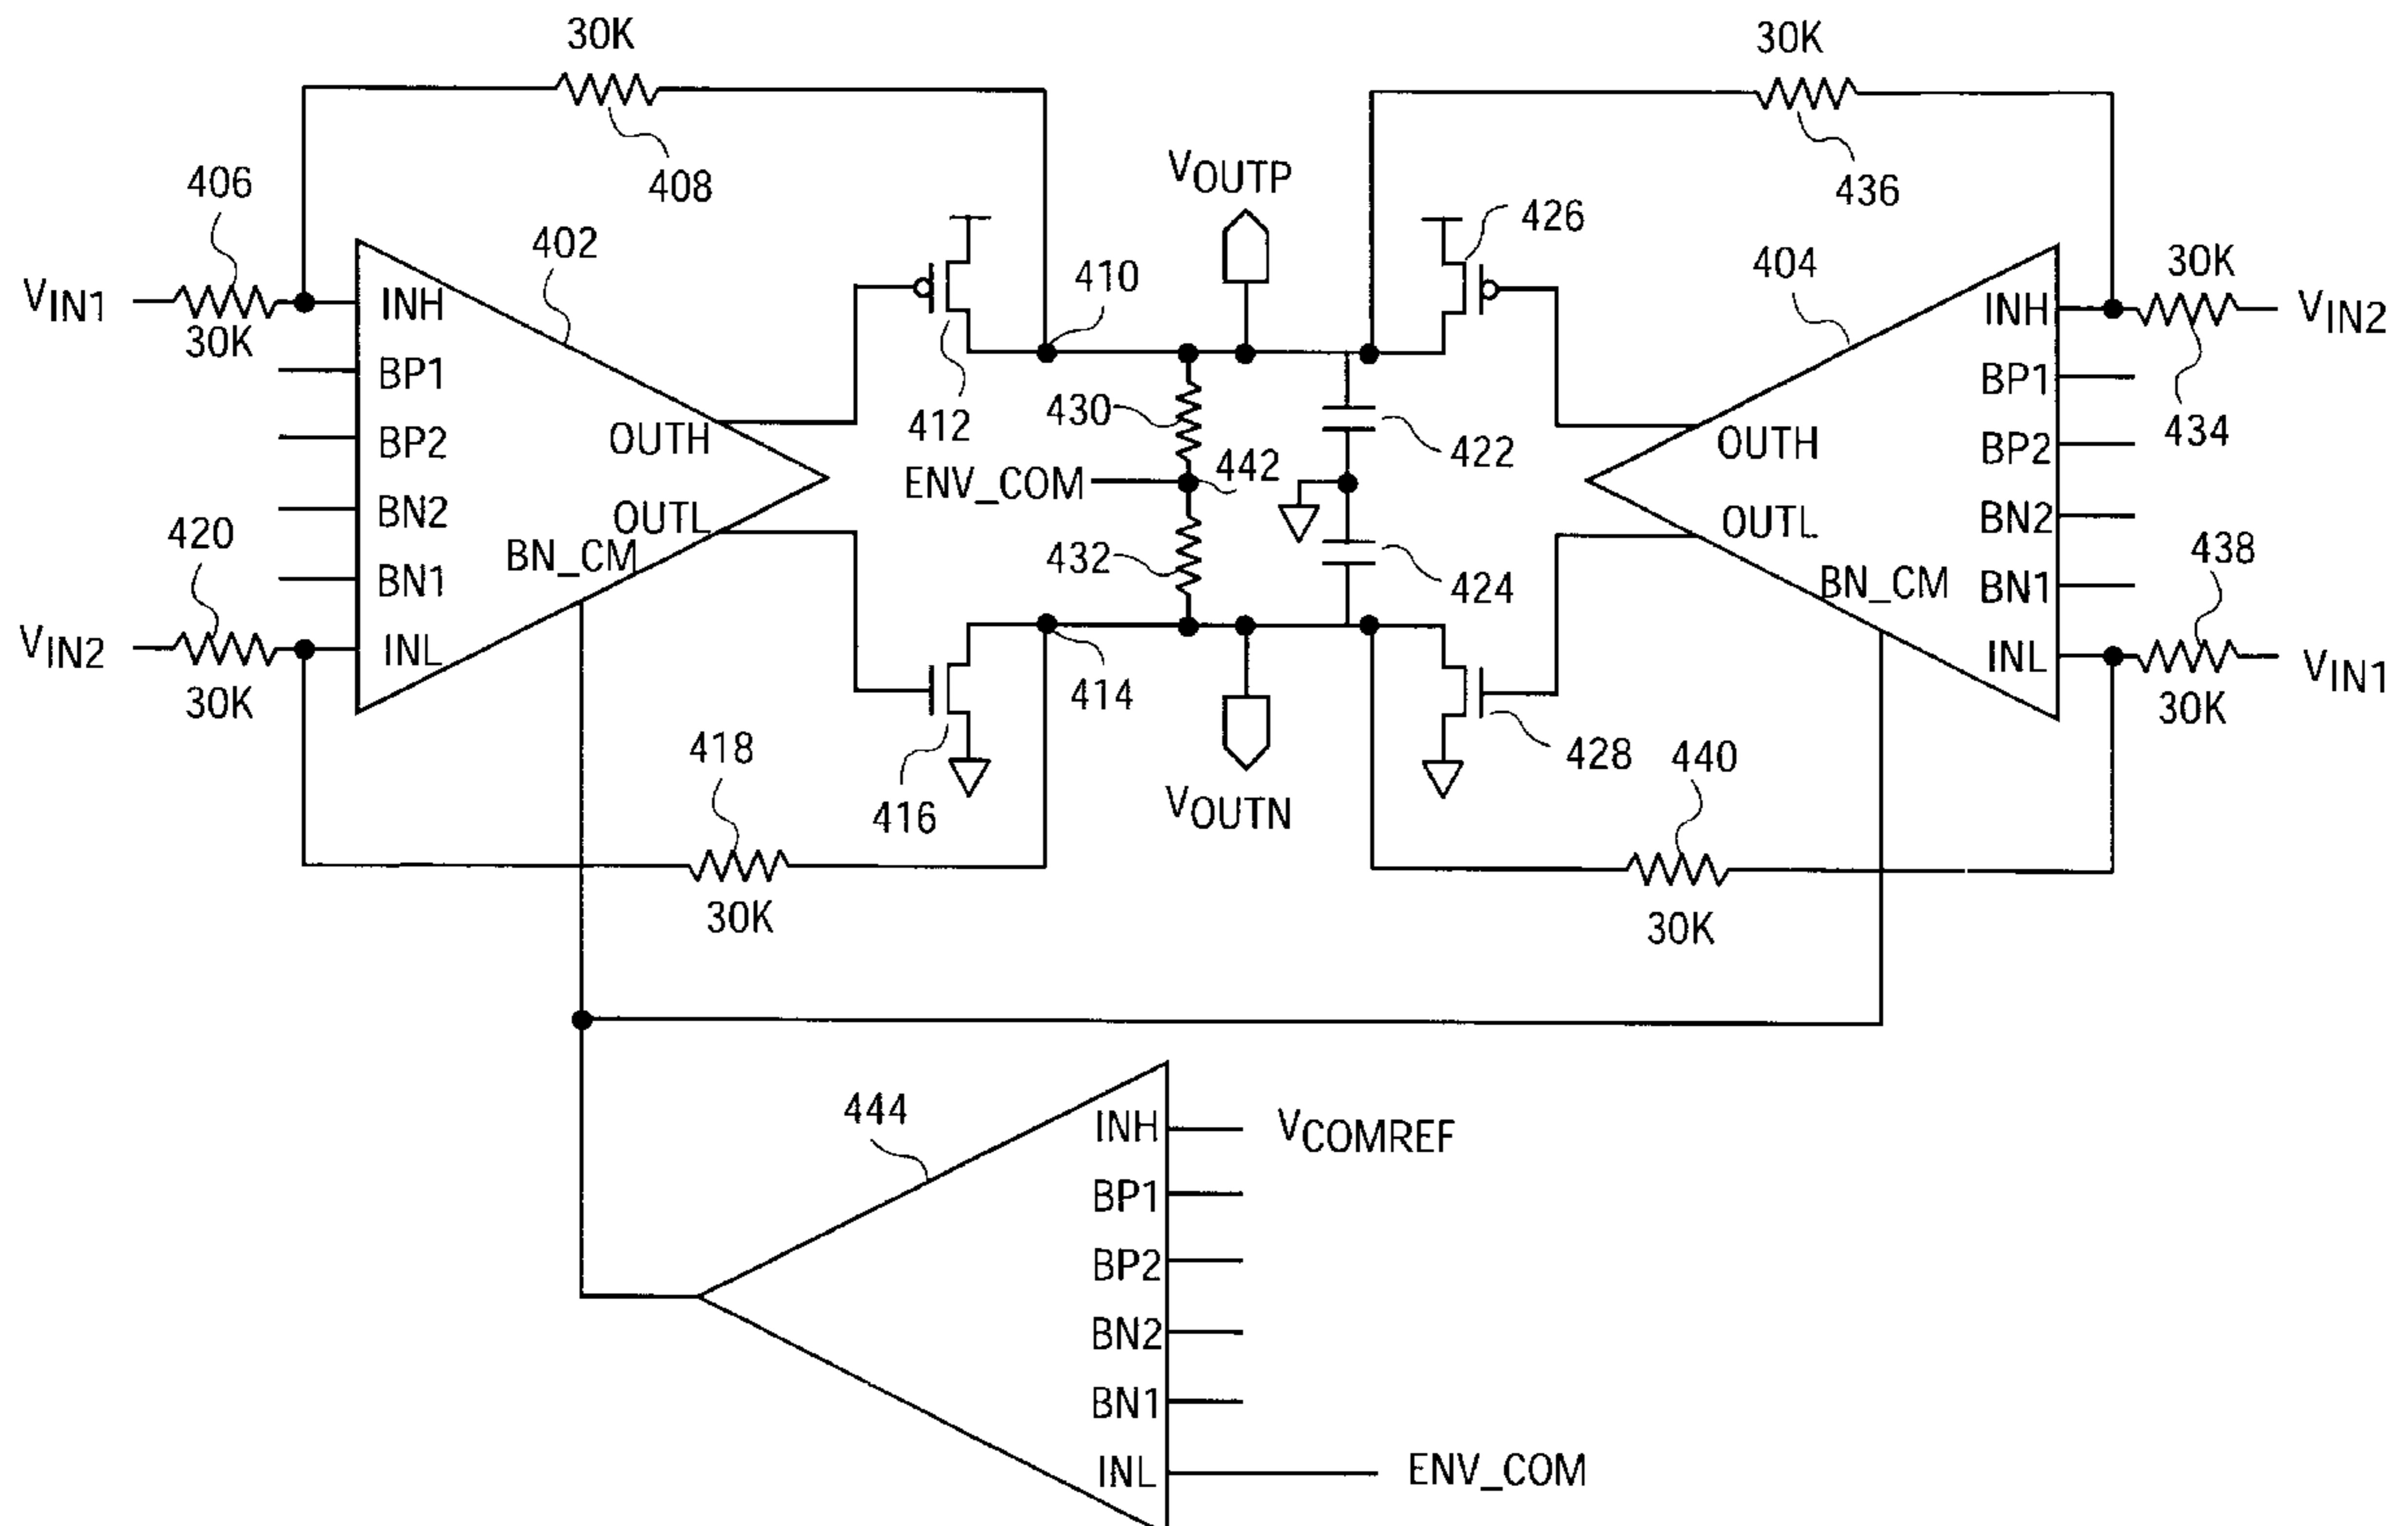 30K
30K
408
436
406
VOUTP
426
402
410
404
30K
VIN1
30K
INH
INH
VIN2
BP1
BP1
412
430
422
434
BP2
OUTH
OUTH
BP2
ENV_COM
442
BN2
OUTL
OUTL
BN2
420
BN_CM
432
424
BN_CM
438
BN1
BN1
VIN2
INL
INL
VIN1
30K
414
30K
418
416
VOUTN
428
440
30K
30K
444
INH
VCOMREF
BP1
BP2
BN2
BN1
INL
ENV_COM